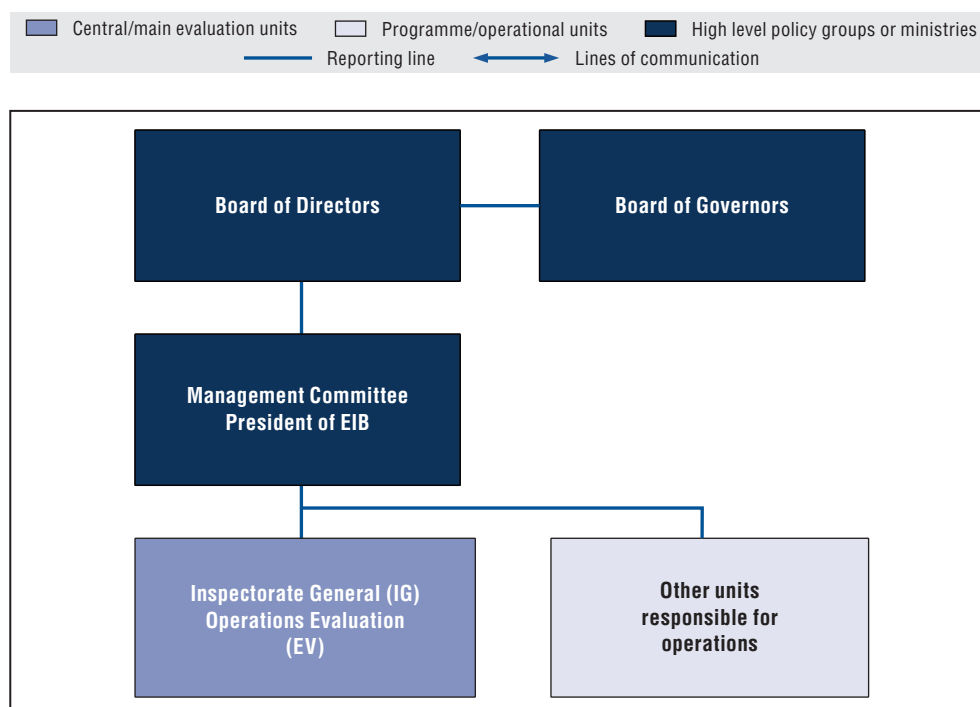 Central/main evaluation units Programme/operational units High level policy groups or ministries
Reporting line Lines of communication
Board of Directors
Board of Governors
Management Committee
President of EIB
Inspectorate General (IG)
Operations Evaluation
(EV)
Other units
responsible for
operations